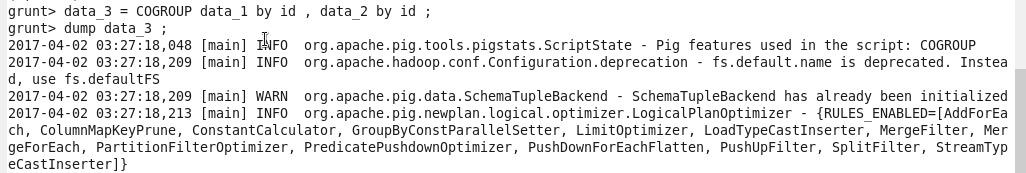 grunt> data_3 = COGROUP data_1 by id , data_2 by id ;
grunt> dump data_3 ;
2017-04-02 03:27:18,048 [main] INFO  org.apache.pig.tools.pigstats.ScriptState - Pig features used in the script: COGROUP
2017-04-02 03:27:18,209 [main] INFO  org.apache.hadoop.conf.Configuration.deprecation - fs.default.name is deprecated. Instea
d, use fs.defaultFS
2017-04-02 03:27:18,209 [main] WARN  org.apache.pig.data.SchemaTupleBackend - SchemaTupleBackend has already been initialized
2017-04-02 03:27:18,213 [main] INFO  org.apache.pig.newplan.logical.optimizer.LogicalPlanOptimizer - {RULES_ENABLED=[AddForEa
ch, ColumnMapKeyPrune, ConstantCalculator, GroupByConstParallelSetter, LimitOptimizer, LoadTypeCastInserter, MergeFilter, Mer
geForEach, PartitionFilterOptimizer, PredicatePushdownOptimizer, PushDownForEachFlatten, PushUpFilter, SplitFilter, StreamTyp
eCastInserter]}